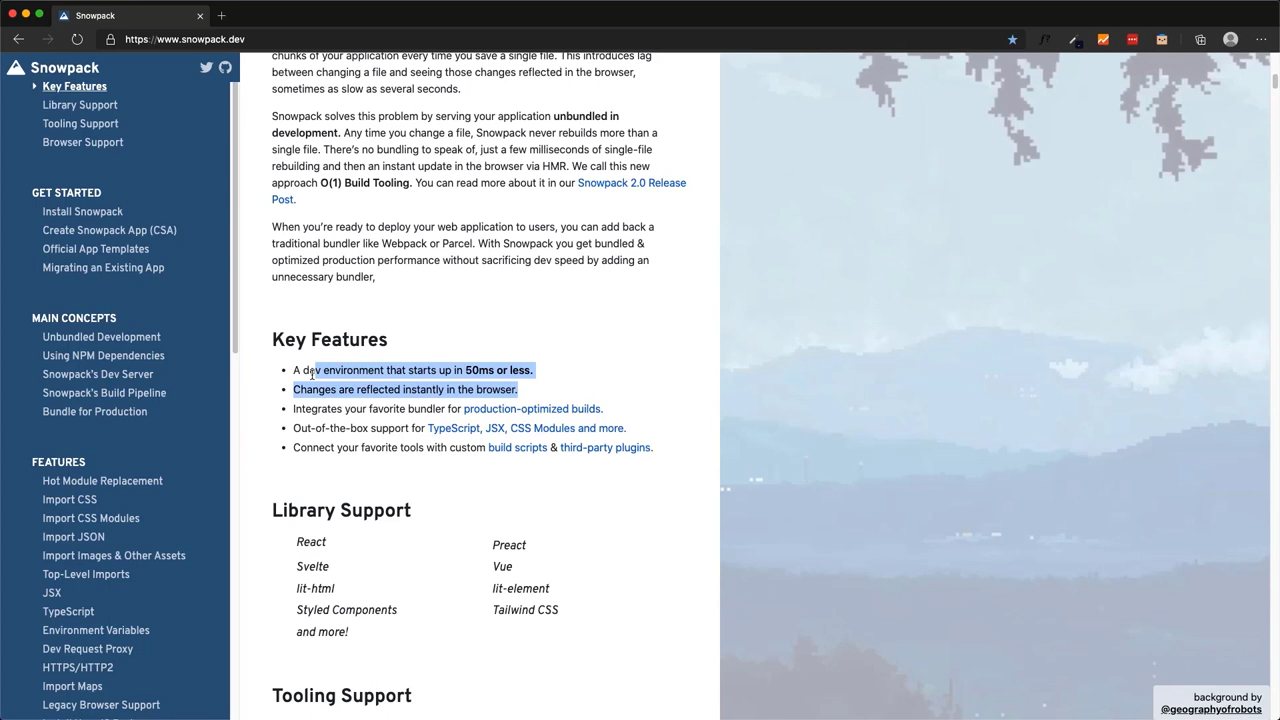 Snowpack
https://www.snowpack.dev
Snowpack
Key Features
Library Support
Tooling Support
Browser Support
GET STARTED
Install Snowpack
Create Snowpack App (CSA)
Official App Templates
Migrating an Existing App
MAIN CONCEPTS
Unbundled Development
Using NPM Dependencies
Snowpack's Dev Server
Snowpack's Build Pipeline
Bundle for Production
FEATURES
Hot Module Replacement
Import CSS
Import CSS Modules
Import JSON
Import Images & Other Assets
Top-Level Imports
JSX
TypeScript
Environment Variables
Dev Request Proxy
HTTPS/HTTP2
Import Maps
Legacy Browser Support
chunks of your application every time you save a single file. This introduces lag
between changing a file and seeing those changes reflected in the browser,
sometimes as slow as several seconds.
Snowpack solves this problem by serving your application unbundled in
development. Any time you change a file, Snowpack never rebuilds more than a
single file. There's no bundling to speak of, just a few milliseconds of single-file
rebuilding and then an instant update in the browser via HMR. We call this new
approach O(1) Build Tooling. You can read more about it in our Snowpack 2.0 Release
Post.
When you're ready to deploy your web application to users, you can add back a
traditional bundler like Webpack or Parcel. With Snowpack you get bundled &
optimized production performance without sacrificing dev speed by adding an
unnecessary bundler,
Key Features
• A dev environment that starts up in 50ms or less.
• Changes are reflected instantly in the browser.
• Integrates your favorite bundler for production-optimized builds.
• Out-of-the-box support for TypeScript, JSX, CSS Modules and more.
• Connect your favorite tools with custom build scripts & third-party plugins.
Library Support
React
Preact
Svelte
Vue
lit-html
lit-element
Styled Components
Tailwind CSS
and more!
Tooling Support
background by
@geographyofrobots